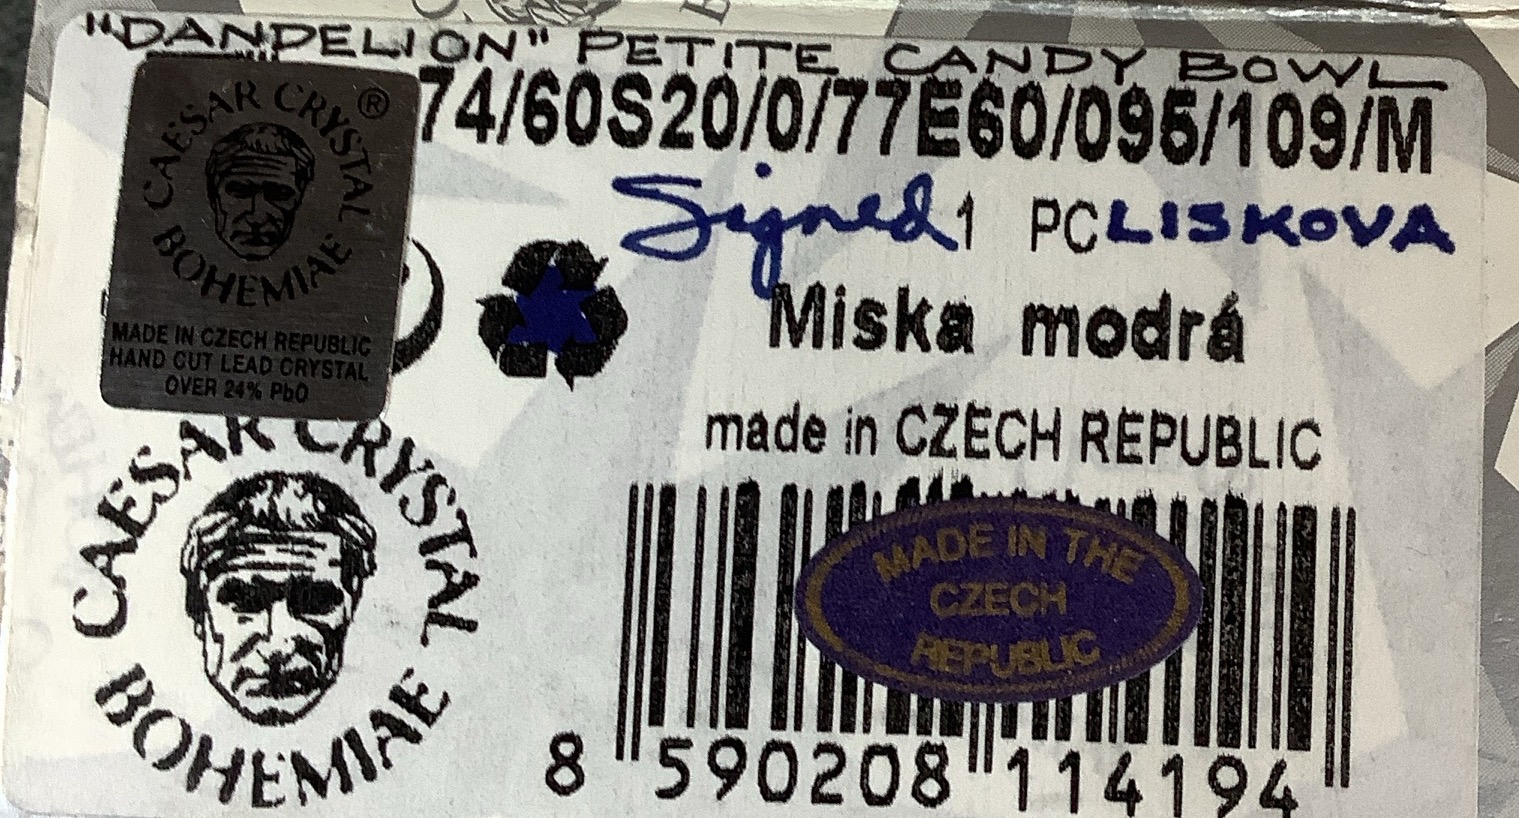 "DANDELION" PETITE CANDY BOWL
74/60S20/0/77E60/095/109/M
Signed 1 PC LISKOVA
CAESAR CRYSTAL ®
BOHEMIAE
MADE IN CZECH REPUBLIC
HAND CUT LEAD CRYSTAL
OVER 24% PbO
Miska modrá
made in CZECH REPUBLIC
CAESAR CRYSTAL
BOHEMIAE
MADE IN THE
CZECH
REPUBLIC
8 590208 114194